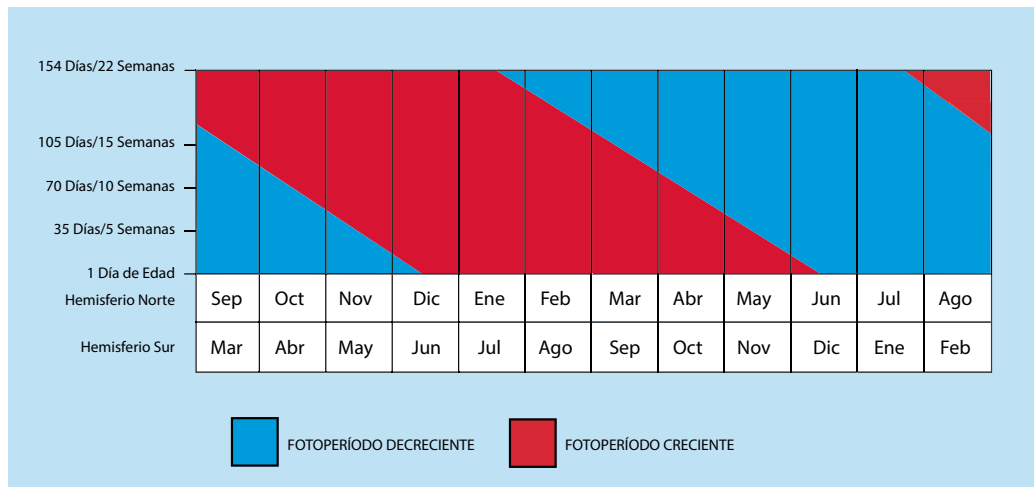 154 Días/22 Semanas
105 Días/15 Semanas
70 Días/10 Semanas
35 Días/5 Semanas
1 Día de Edad
Hemisferio Norte Sep Oct Nov Dic Ene Feb Mar Abr May Jun Jul Ago
Hemisferio Sur Mar Abr May Jun Jul Ago Sep Oct Nov Dic Ene Feb
FOTOPERÍODO DECRECIENTE FOTOPERÍODO CRECIENTE